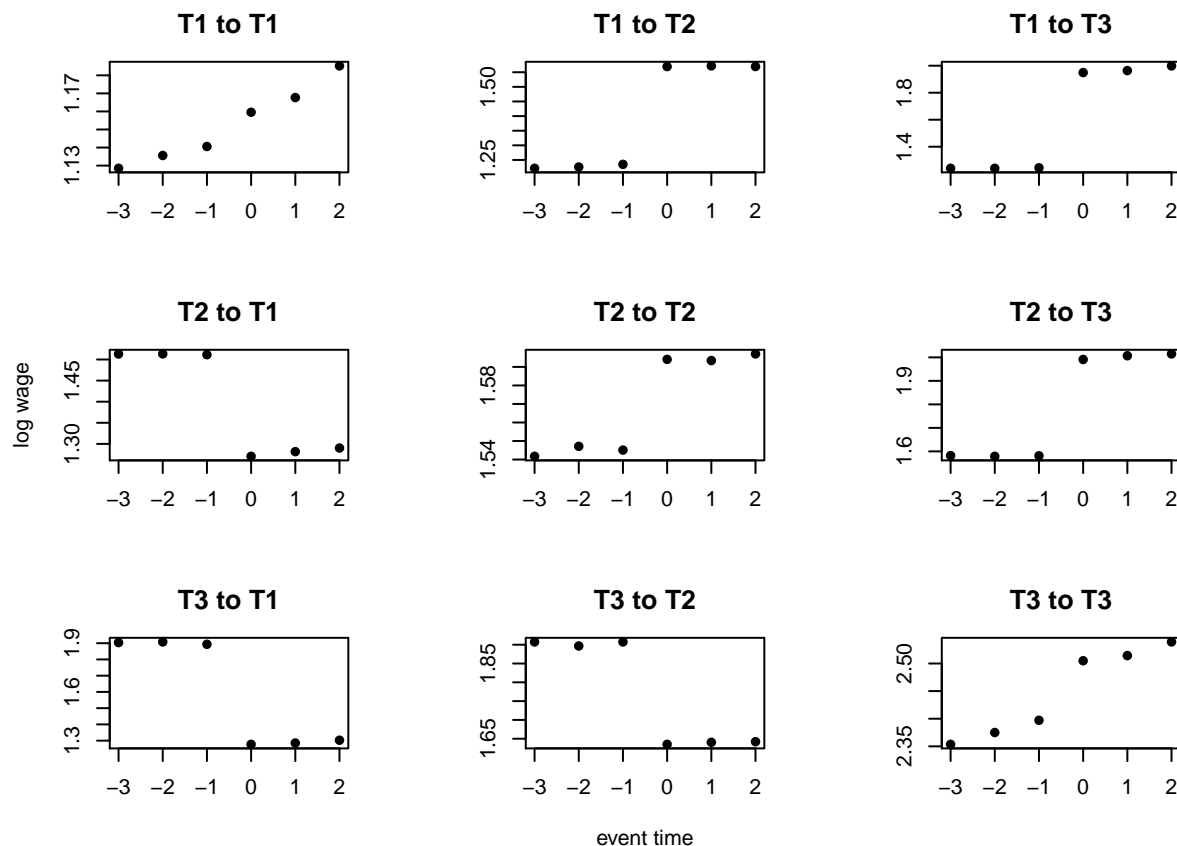 T1 to T1
1.13 1.17
−3 −2 −1 0 1 2
T1 to T2
1.25 1.50
−3 −2 −1 0 1 2
T1 to T3
1.4 1.8
−3 −2 −1 0 1 2
T2 to T1
1.30 1.45
−3 −2 −1 0 1 2
T2 to T2
1.54 1.58
−3 −2 −1 0 1 2
T2 to T3
1.6 1.9
−3 −2 −1 0 1 2
T3 to T1
1.3 1.6 1.9
−3 −2 −1 0 1 2
T3 to T2
1.65 1.85
−3 −2 −1 0 1 2
T3 to T3
2.35 2.50
−3 −2 −1 0 1 2
log wage
event time